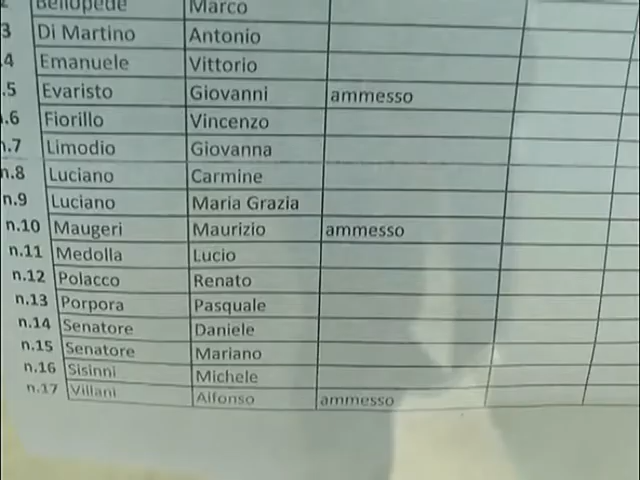 Bellopede Marco
3 Di Martino Antonio
.4 Emanuele Vittorio
.5 Evaristo Giovanni ammesso
.6 Fiorillo Vincenzo
n.7 Limodio Giovanna
n.8 Luciano Carmine
n.9 Luciano Maria Grazia
n.10 Maugeri Maurizio ammesso
n.11 Medolla Lucio
n.12 Polacco Renato
n.13 Porpora Pasquale
n.14 Senatore Daniele
n.15 Senatore Mariano
n.16 Sisinni Michele
n.17 Villani Alfonso ammesso